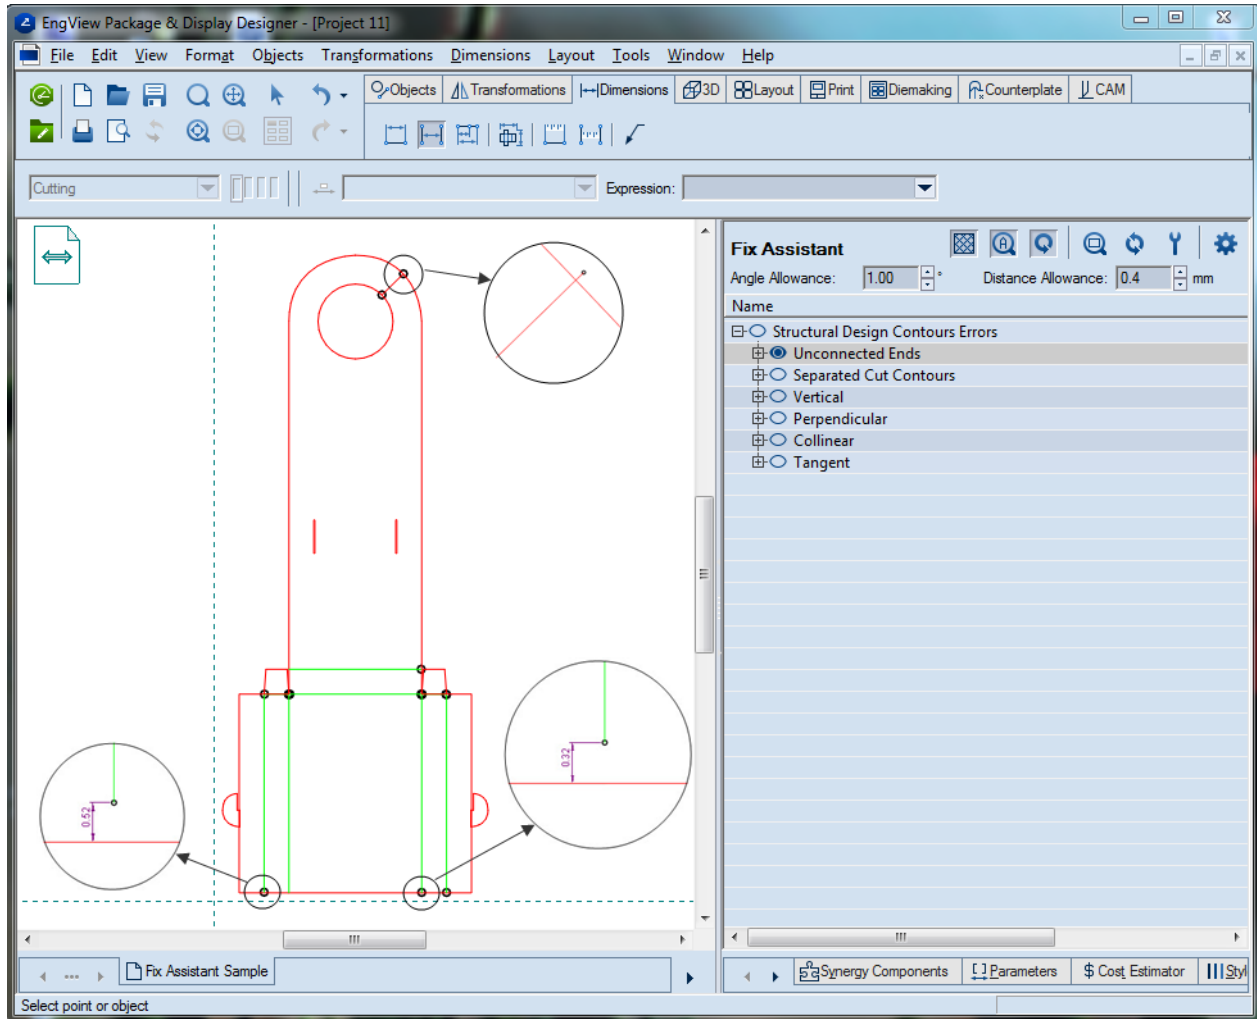 EngView Package & Display Designer - [Project 11]
File Edit View Format Objects Transformations Dimensions Layout Tools Window Help
Objects Transformations Dimensions 3D Layout Print Diemaking Counterplate CAM
Cutting Expression:
Fix Assistant
Angle Allowance: 1.00 ° Distance Allowance: 0.4 mm
Name
Structural Design Contours Errors
Unconnected Ends
Separated Cut Contours
Vertical
Perpendicular
Collinear
Tangent
0.32
0.52
Fix Assistant Sample
Synergy Components Parameters $ Cost Estimator Styl
Select point or object